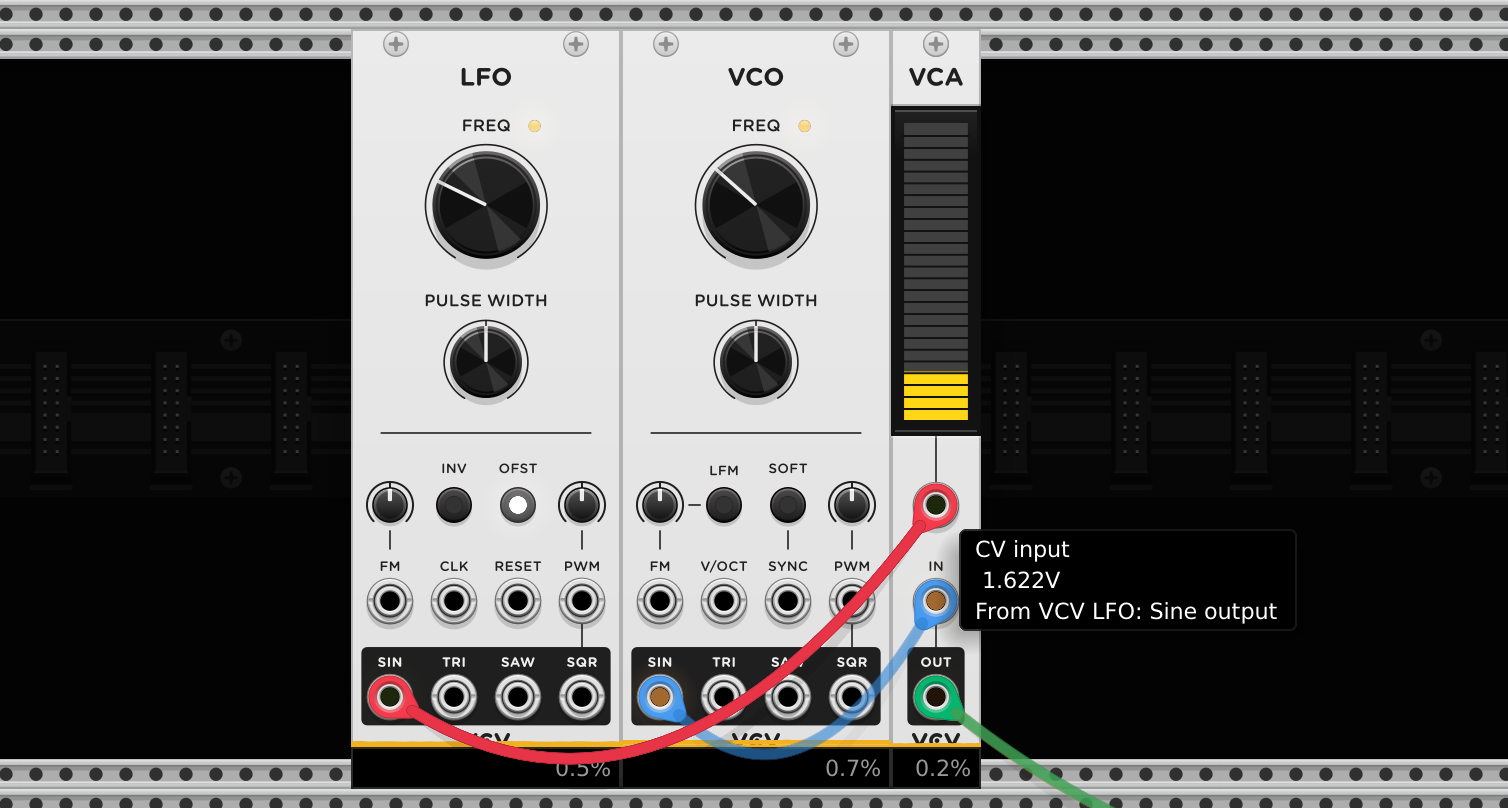 LFO
FREQ
PULSE WIDTH
INV OFST
FM CLK RESET PWM
SIN TRI SAW SQR
VCV
0.5%
VCO
FREQ
PULSE WIDTH
LFM SOFT
FM V/OCT SYNC PWM
SIN TRI SAW SQR
VCV
0.7%
VCA
IN
OUT
VCV
0.2%
CV input
1.622V
From VCV LFO: Sine output